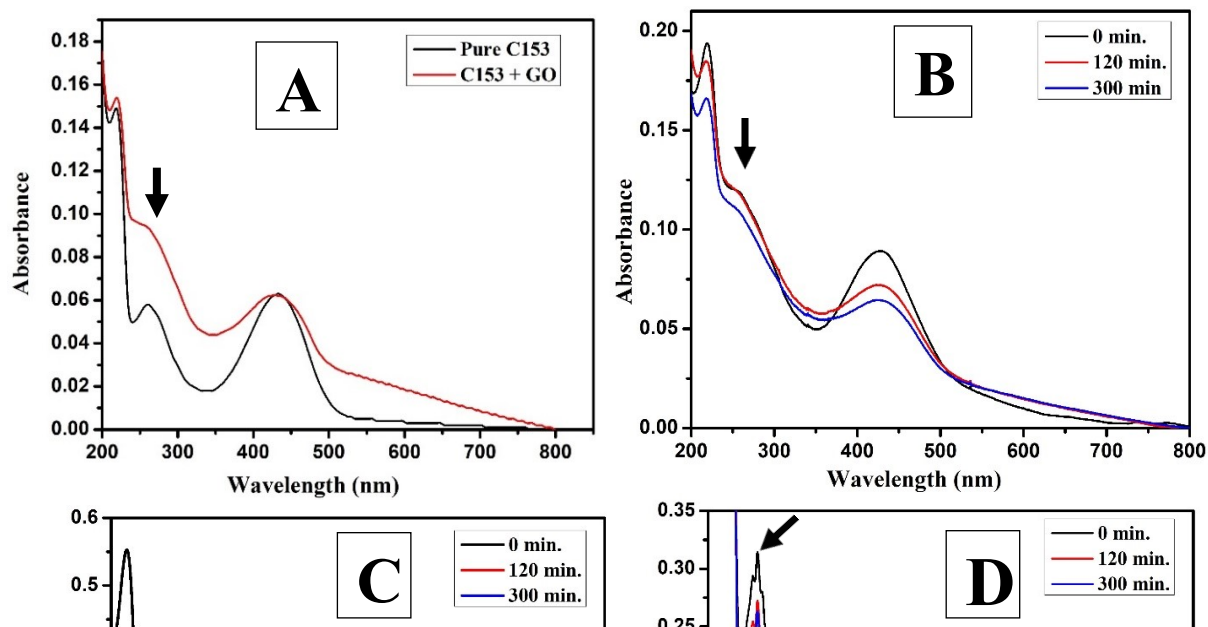 A
Pure C153
C153 + GO
0.18
0.16
0.14
0.12
0.10
0.08
0.06
0.04
0.02
0.00
Absorbance
200 300 400 500 600 700 800
Wavelength (nm)
B
0 min.
120 min.
300 min
0.20
0.15
0.10
0.05
0.00
Absorbance
200 300 400 500 600 700 800
Wavelength (nm)
C
0 min.
120 min.
300 min.
0.6
0.5
D
0 min.
120 min.
300 min.
0.35
0.30
0.25